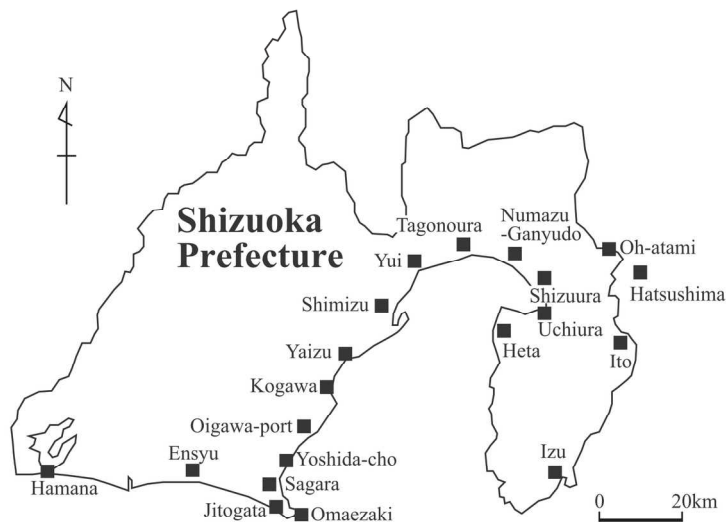 N
Shizuoka
Prefecture
Tagonoura
Numazu
-Ganyudo
Oh-atami
Yui
Hatsushima
Shizuura
Shimizu
Uchiura
Heta
Ito
Yaizu
Kogawa
Oigawa-port
Ensyu
Yoshida-cho
Izu
Hamana
Sagara
Jitogata
Omaezaki
0
20km